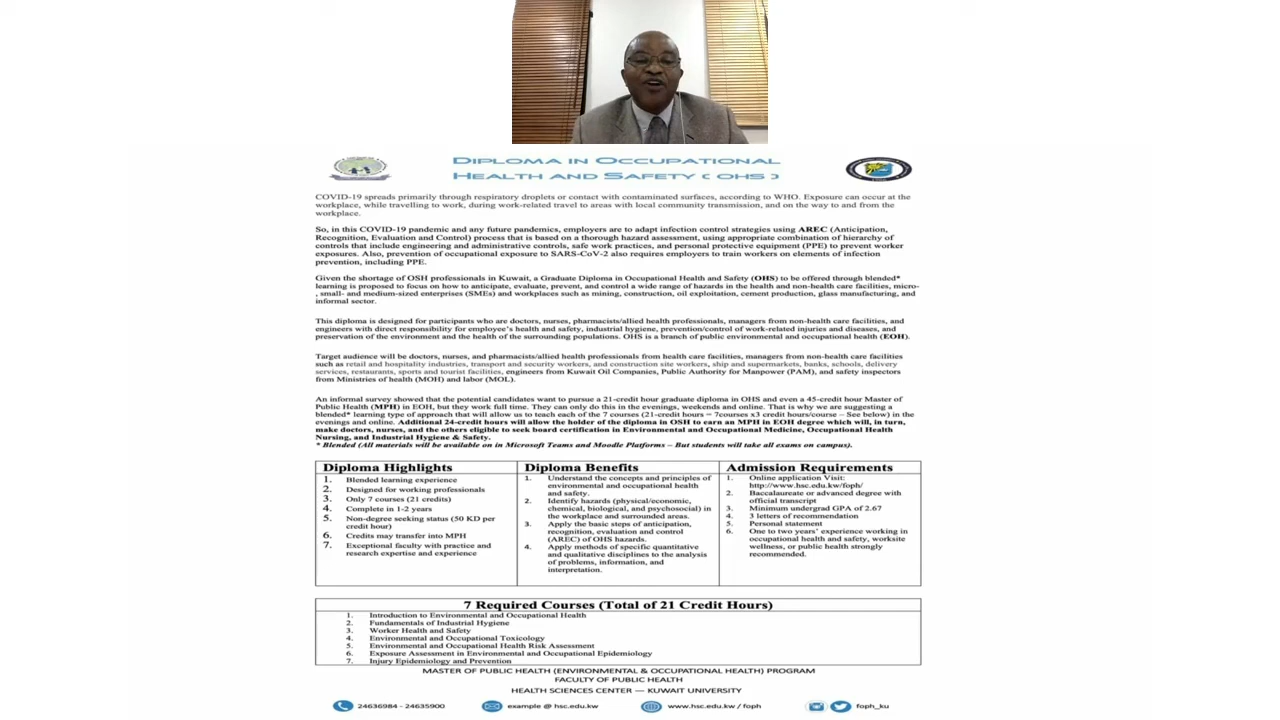 DIPLOMA IN OCCUPATIONAL
HEALTH AND SAFETY ( OHS )
COVID-19 spreads primarily through respiratory droplets or contact with contaminated surfaces, according to WHO. Exposure can occur at the
workplace, while travelling to work, during work-related travel to areas with local community transmission, and on the way to and from the
workplace.
So, in this COVID-19 pandemic and any future pandemics, employers are to adapt infection control strategies using AREC (Anticipation,
Recognition, Evaluation and Control) process that is based on a thorough hazard assessment, using appropriate combination of hierarchy of
controls that include engineering and administrative controls, safe work practices, and personal protective equipment (PPE) to prevent worker
exposures. Also, prevention of occupational exposure to SARS-CoV-2 also requires employers to train workers on elements of infection
prevention, including PPE.
Given the shortage of OSH professionals in Kuwait, a Graduate Diploma in Occupational Health and Safety (OHS) to be offered through blended*
learning is proposed to focus on how to anticipate, evaluate, prevent, and control a wide range of hazards in the health and non-health care facilities, micro-
, small- and medium-sized enterprises (SMEs) and workplaces such as mining, construction, oil exploitation, cement production, glass manufacturing, and
informal sector.
This diploma is designed for participants who are doctors, nurses, pharmacists/allied health professionals, managers from non-health care facilities, and
engineers with direct responsibility for employee's health and safety, industrial hygiene, prevention/control of work-related injuries and diseases, and
preservation of the environment and the health of the surrounding populations. OHS is a branch of public environmental and occupational health (EOH).
Target audience will be doctors, nurses, and pharmacists/allied health professionals from health care facilities, managers from non-health care facilities
such as retail and hospitality industries, transport and security workers, and construction site workers, ship and supermarkets, banks, schools, delivery
services, restaurants, sports and tourist facilities, engineers from Kuwait Oil Companies, Public Authority for Manpower (PAM), and safety inspectors
from Ministries of health (MOH) and labor (MOL).
An informal survey showed that the potential candidates want to pursue a 21-credit hour graduate diploma in OHS and even a 45-credit hour Master of
Public Health (MPH) in EOH, but they work full time. They can only do this in the evenings, weekends and online. That is why we are suggesting a
blended* learning type of approach that will allow us to teach each of the 7 courses (21-credit hours = 7courses x3 credit hours/course – See below) in the
evenings and online. Additional 24-credit hours will allow the holder of the diploma in OSH to earn an MPH in EOH degree which will, in turn,
make doctors, nurses, and the others eligible to seek board certification in Environmental and Occupational Medicine, Occupational Health
Nursing, and Industrial Hygiene & Safety.
* Blended (All materials will be available on in Microsoft Teams and Moodle Platforms – But students will take all exams on campus).
Diploma Highlights
1. Blended learning experience
2. Designed for working professionals
3. Only 7 courses (21 credits)
4. Complete in 1-2 years
5. Non-degree seeking status (50 KD per
credit hour)
6. Credits may transfer into MPH
7. Exceptional faculty with practice and
research expertise and experience
Diploma Benefits
1. Understand the concepts and principles of
environmental and occupational health
and safety.
2. Identify hazards (physical/economic,
chemical, biological, and psychosocial) in
the workplace and surrounded areas.
3. Apply the basic steps of anticipation,
recognition, evaluation and control
(AREC) of OHS hazards.
4. Apply methods of specific quantitative
and qualitative disciplines to the analysis
of problems, information, and
interpretation.
Admission Requirements
1. Online application Visit:
http://www.hsc.edu.kw/foph/
2. Baccalaureate or advanced degree with
official transcript
3. Minimum undergrad GPA of 2.67
4. 3 letters of recommendation
5. Personal statement
6. One to two years' experience working in
occupational health and safety, worksite
wellness, or public health strongly
recommended.
7 Required Courses (Total of 21 Credit Hours)
1. Introduction to Environmental and Occupational Health
2. Fundamentals of Industrial Hygiene
3. Worker Health and Safety
4. Environmental and Occupational Toxicology
5. Environmental and Occupational Health Risk Assessment
6. Exposure Assessment in Environmental and Occupational Epidemiology
7. Injury Epidemiology and Prevention
MASTER OF PUBLIC HEALTH (ENVIRONMENTAL & OCCUPATIONAL HEALTH) PROGRAM
FACULTY OF PUBLIC HEALTH
HEALTH SCIENCES CENTER — KUWAIT UNIVERSITY
24636984 - 24635900
example @ hsc.edu.kw
www.hsc.edu.kw / foph
foph_ku